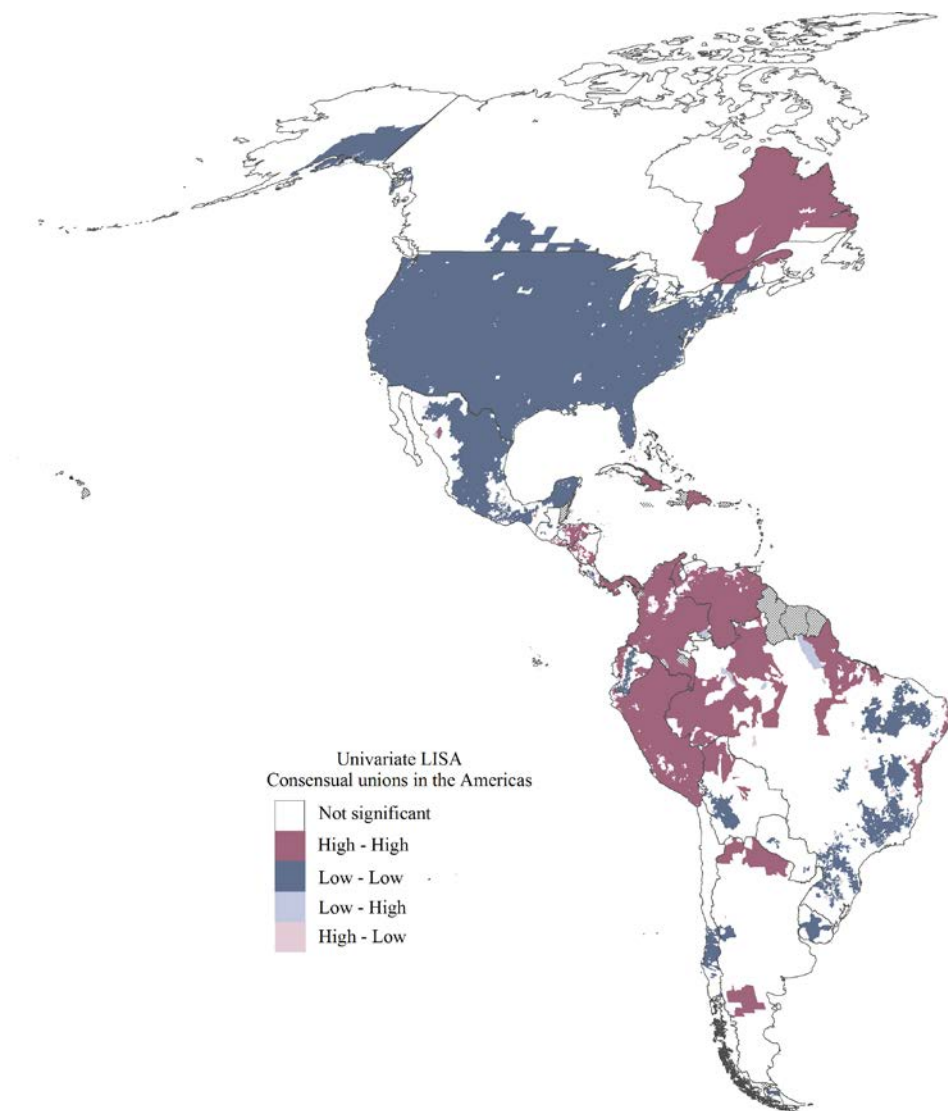 Univariate LISA
Consensual unions in the Americas
Not significant
High - High
Low - Low
Low - High
High - Low